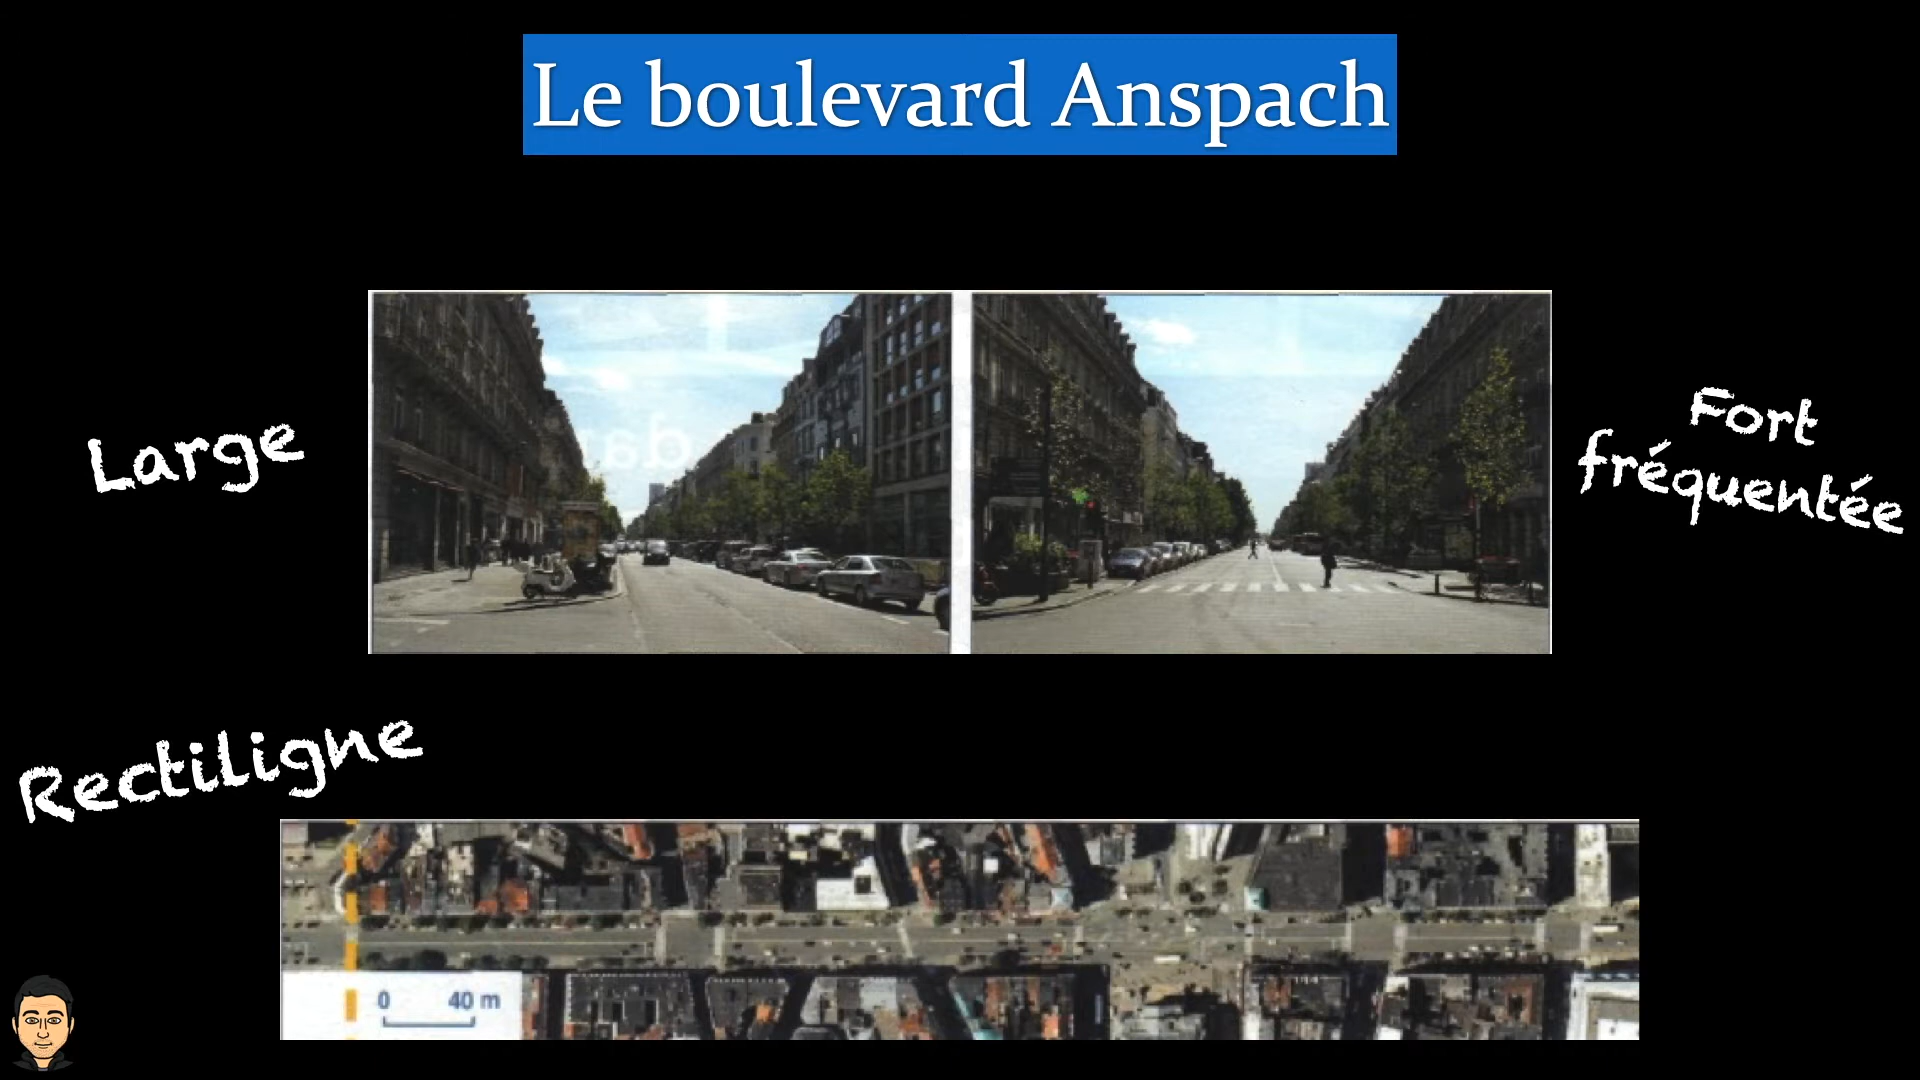 Le boulevard Anspach
Large
Fort
fréquentée
Rectiligne
0 40 m